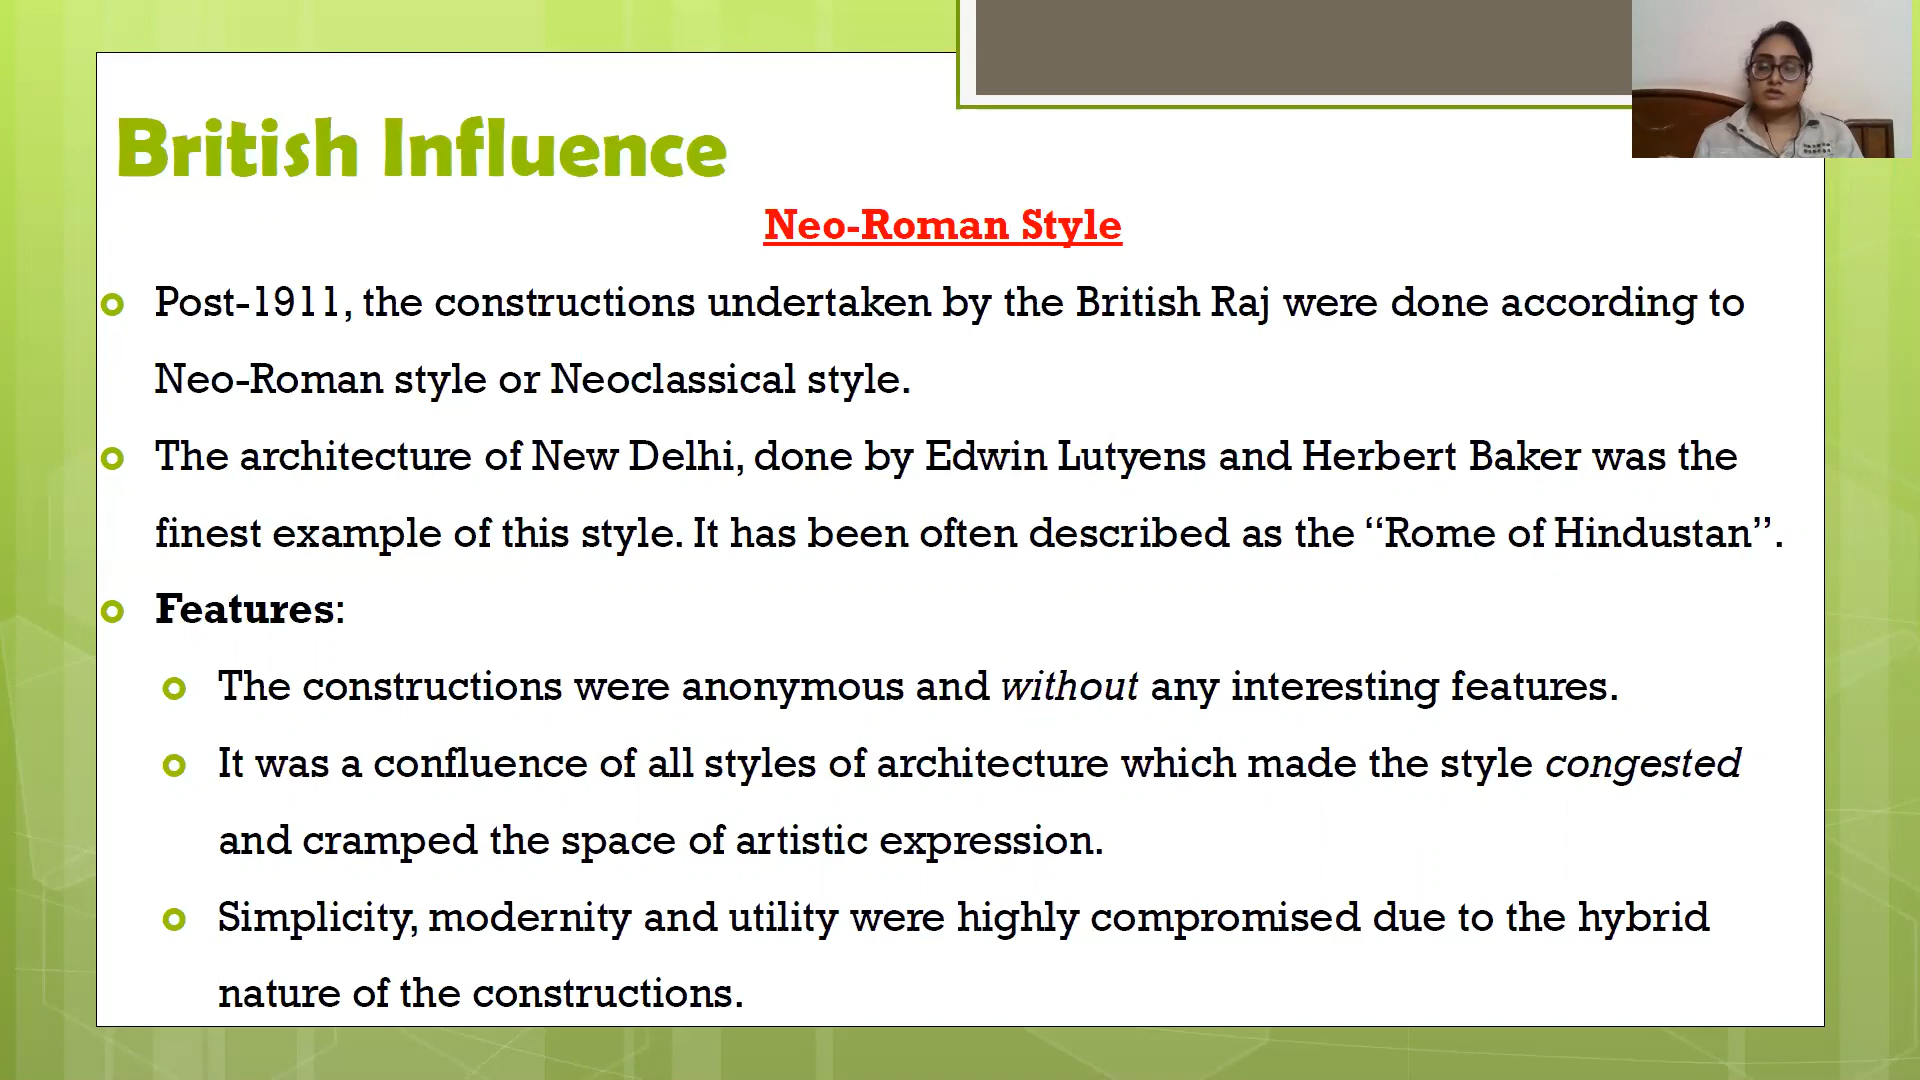 British Influence
Neo-Roman Style
Post-1911, the constructions undertaken by the British Raj were done according to
Neo-Roman style or Neoclassical style.
The architecture of New Delhi, done by Edwin Lutyens and Herbert Baker was the
finest example of this style. It has been often described as the “Rome of Hindustan”.
Features:
The constructions were anonymous and without any interesting features.
It was a confluence of all styles of architecture which made the style congested
and cramped the space of artistic expression.
Simplicity, modernity and utility were highly compromised due to the hybrid
nature of the constructions.